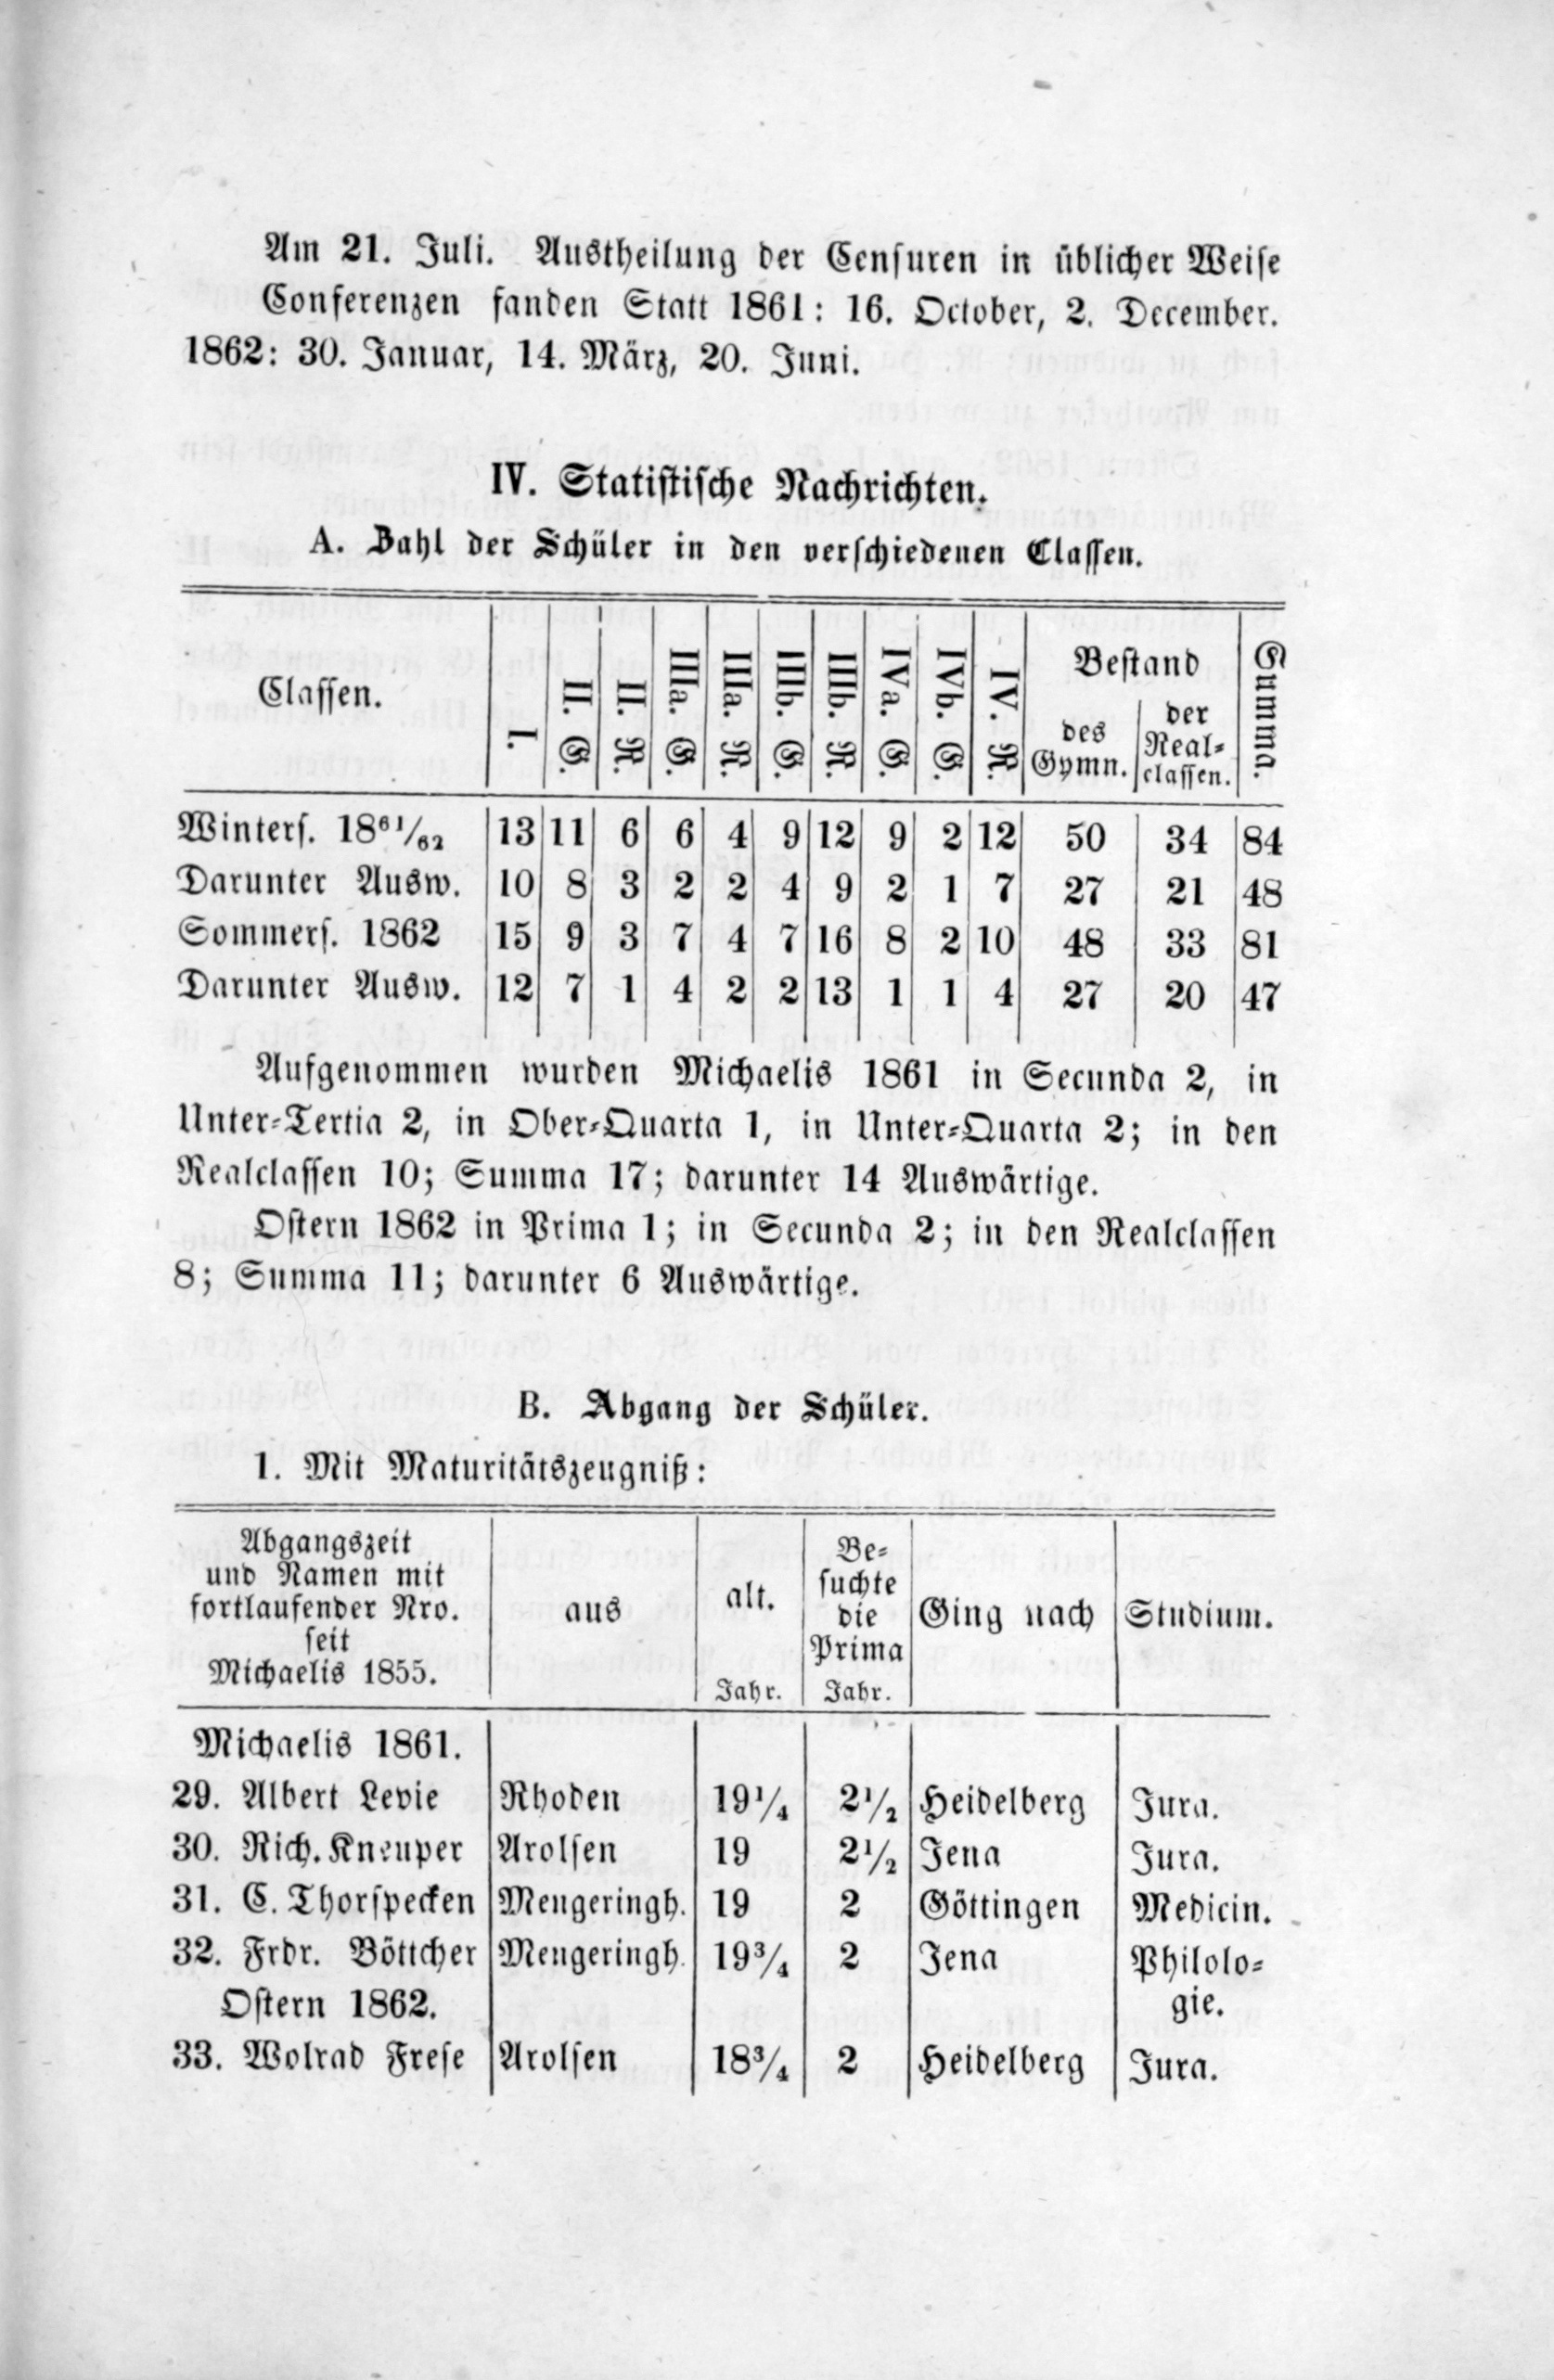 Am 21. Juli. Austheilung der Censuren in üblicher Weise
Conferenzen fanden Statt 1861: 16. October, 2. December.
1862: 30. Januar, 14. März, 20. Juni.
IV. Statistische Nachrichten.
A. Zahl der Schüler in den verschiedenen Classen.
Classen. I. II. G. II. R. IIIa. G. IIIa. R. IIIb. G. IIIb. R. IVa. G. IVb. G. IV. R. Bestand Summa.
des Gymn. der Real-classen.
Winters. 18⁶¹/₆₂ 13 11 6 6 4 9 12 9 2 12 50 34 84
Darunter Ausw. 10 8 3 2 2 4 9 2 1 7 27 21 48
Sommers. 1862 15 9 3 7 4 7 16 8 2 10 48 33 81
Darunter Ausw. 12 7 1 4 2 2 13 1 1 4 27 20 47
Aufgenommen wurden Michaelis 1861 in Secunda 2, in
Unter-Tertia 2, in Ober-Quarta 1, in Unter-Quarta 2; in den
Realclassen 10; Summa 17; darunter 14 Auswärtige.
Ostern 1862 in Prima 1; in Secunda 2; in den Realclassen
8; Summa 11; darunter 6 Auswärtige.
B. Abgang der Schüler.
1. Mit Maturitätszeugniß:
Abgangszeit
und Namen mit
fortlaufender Nro.
seit
Michaelis 1855.
aus
alt.
Jahr.
Be-
suchte
die
Prima
Jahr.
Ging nach
Studium.
Michaelis 1861.
29. Albert Levie Rhoden 19¹/₄ 2¹/₂ Heidelberg Jura.
30. Rich. Kneuper Arolsen 19 2¹/₂ Jena Jura.
31. C. Thorspecken Mengeringh. 19 2 Göttingen Medicin.
32. Frdr. Böttcher Mengeringh. 19³/₄ 2 Jena Philolo-
gie.
Ostern 1862.
33. Wolrad Frese Arolsen 18³/₄ 2 Heidelberg Jura.